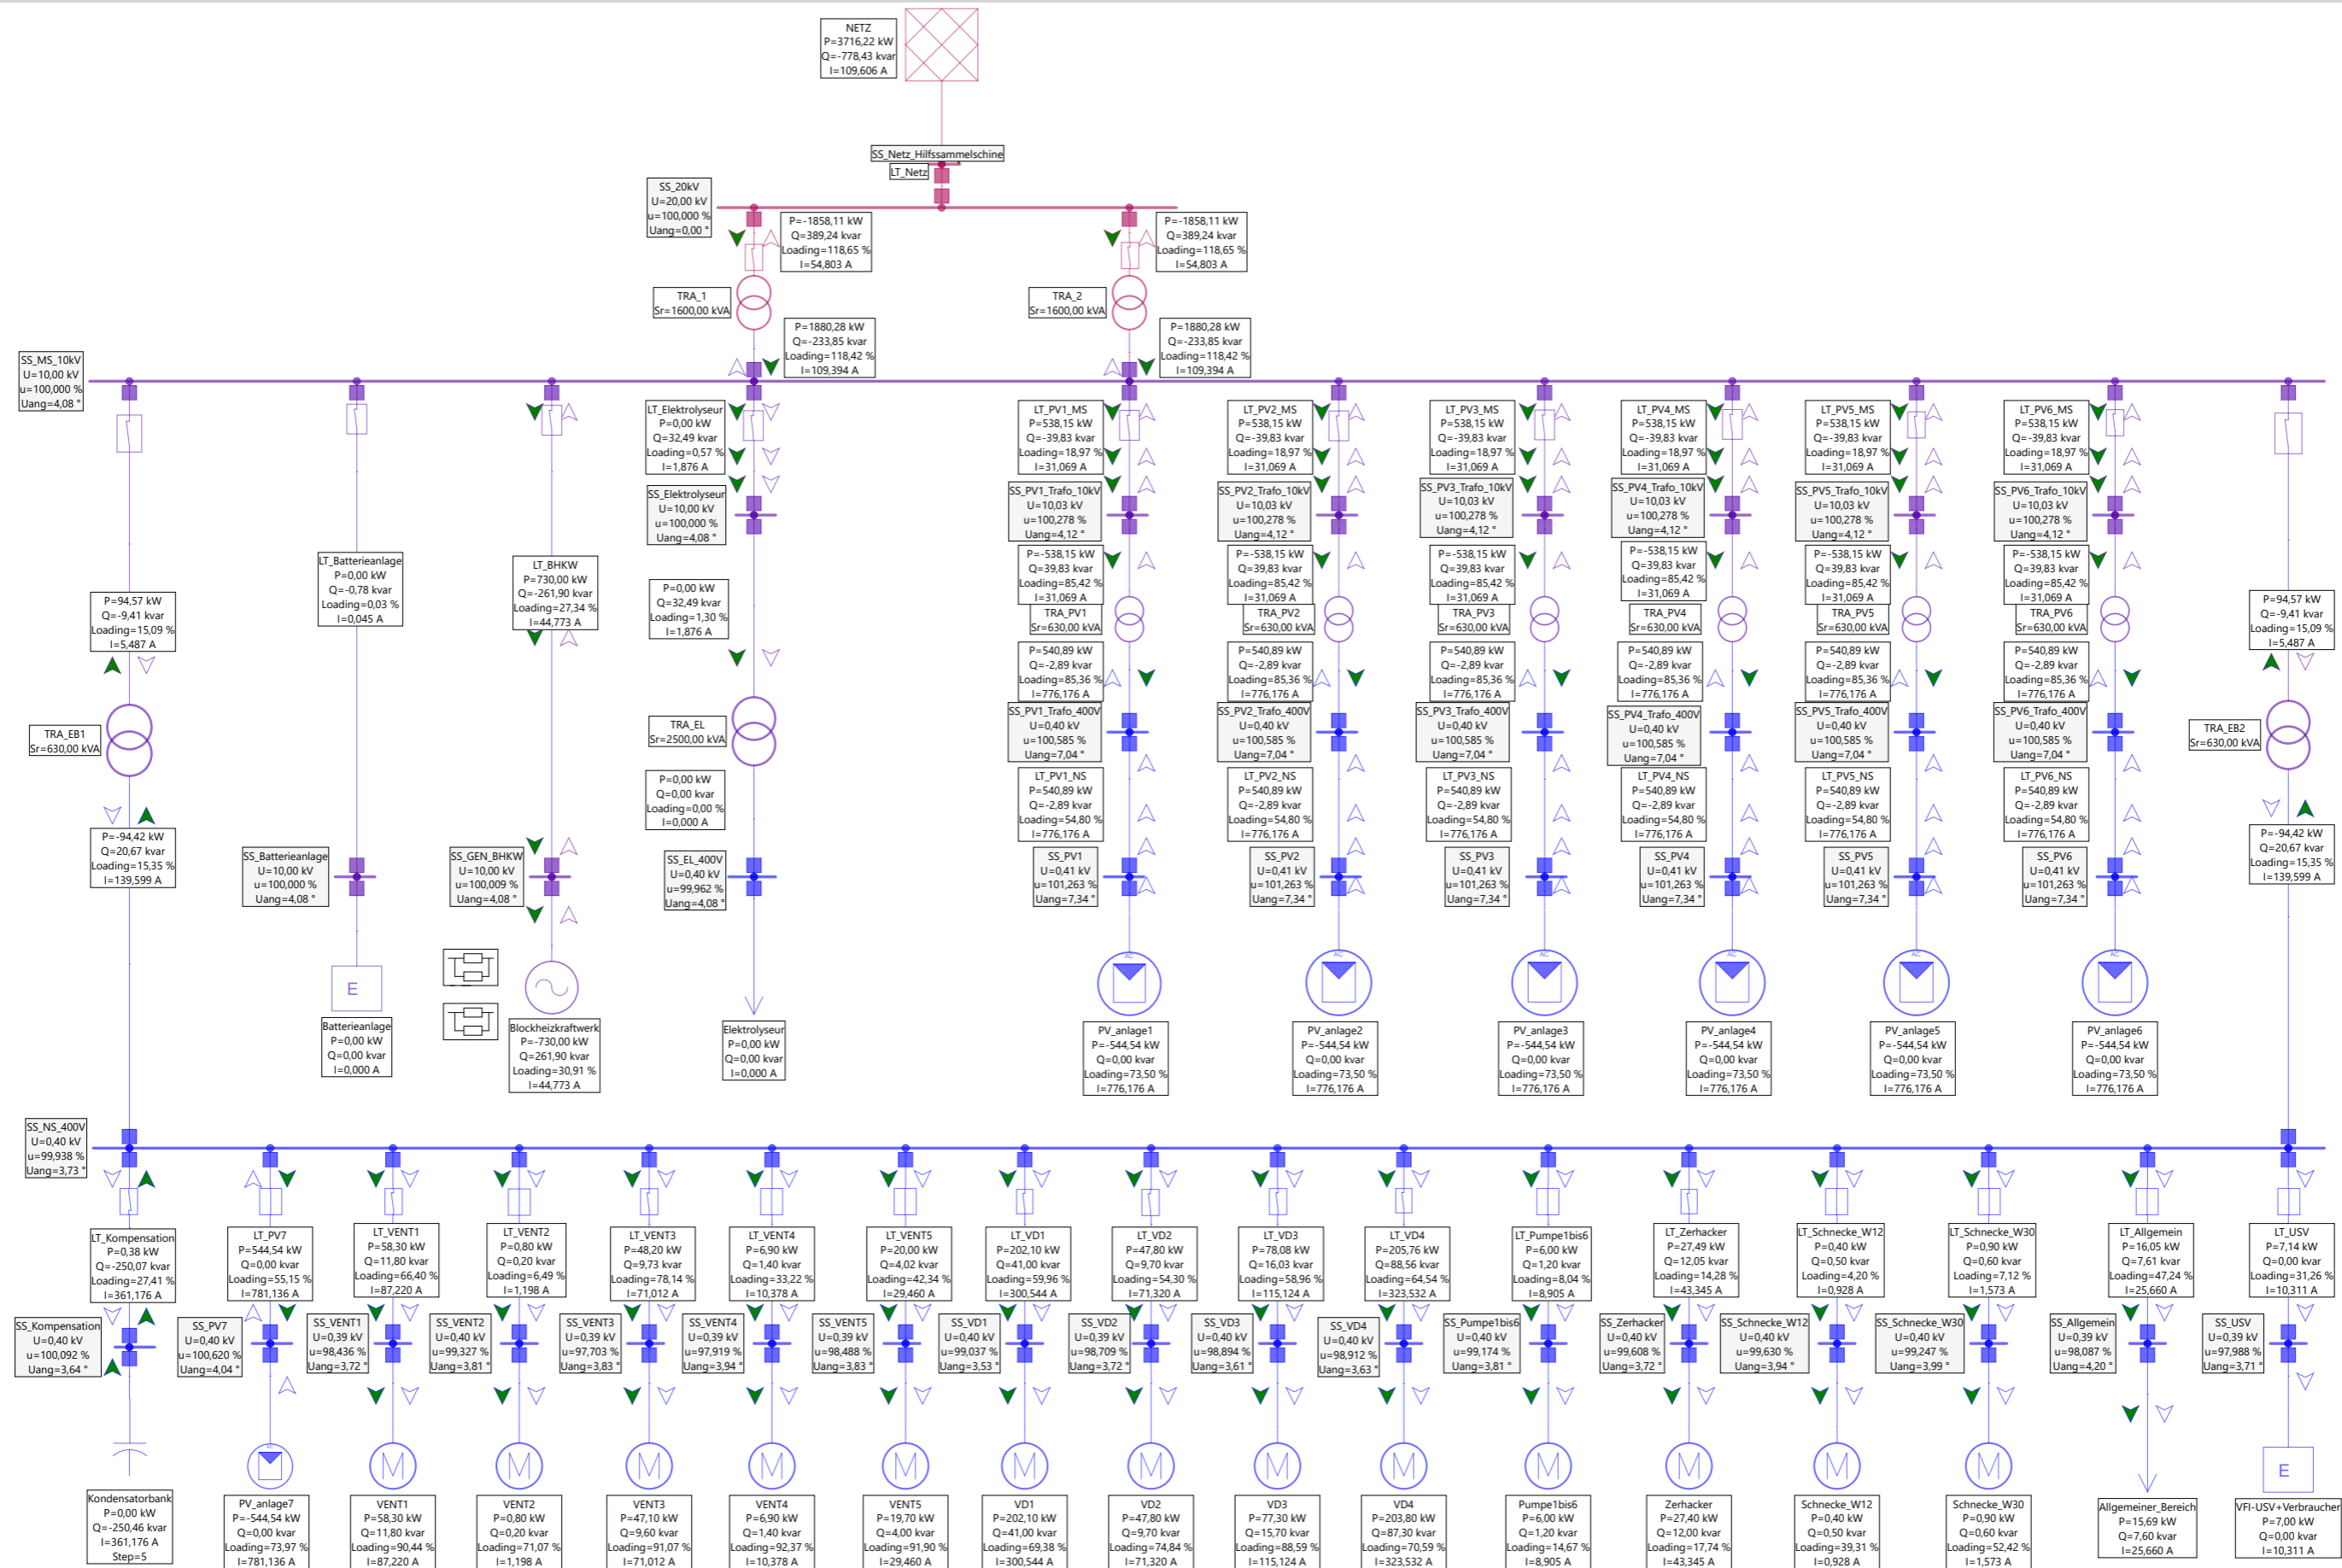 NETZ
P=3716,22 kW
Q=-778,43 kvar
I=109,606 A
SS_Netz_Hilfssammelschine
LT_Netz
SS_20kV
U=20,00 kV
u=100,000 %
Uang=0,00 °
P=-1858,11 kW
Q=389,24 kvar
Loading=118,65 %
I=54,803 A
P=-1858,11 kW
Q=389,24 kvar
Loading=118,65 %
I=54,803 A
TRA_1
Sr=1600,00 kVA
TRA_2
Sr=1600,00 kVA
P=1880,28 kW
Q=-233,85 kvar
Loading=118,42 %
I=109,394 A
P=1880,28 kW
Q=-233,85 kvar
Loading=118,42 %
I=109,394 A
SS_MS_10kV
U=10,00 kV
u=100,000 %
Uang=4,08 °
P=94,57 kW
Q=-9,41 kvar
Loading=15,09 %
I=5,487 A
TRA_EB1
Sr=630,00 kVA
P=-94,42 kW
Q=20,67 kvar
Loading=15,35 %
I=139,599 A
LT_Batterieanlage
P=0,00 kW
Q=-0,78 kvar
Loading=0,03 %
I=0,045 A
SS_Batterieanlage
U=10,00 kV
u=100,000 %
Uang=4,08 °
E
Batterieanlage
P=0,00 kW
Q=0,00 kvar
I=0,000 A
LT_BHKW
P=730,00 kW
Q=-261,90 kvar
Loading=27,34 %
I=44,773 A
SS_GEN_BHKW
U=10,00 kV
u=100,009 %
Uang=4,08 °
Blockheizkraftwerk
P=-730,00 kW
Q=261,90 kvar
Loading=30,91 %
I=44,773 A
LT_Elektrolyseur
P=0,00 kW
Q=32,49 kvar
Loading=0,57 %
I=1,876 A
SS_Elektrolyseur
U=10,00 kV
u=100,000 %
Uang=4,08 °
P=0,00 kW
Q=32,49 kvar
Loading=1,30 %
I=1,876 A
TRA_EL
Sr=2500,00 kVA
P=0,00 kW
Q=0,00 kvar
Loading=0,00 %
I=0,000 A
SS_EL_400V
U=0,40 kV
u=99,962 %
Uang=4,08 °
Elektrolyseur
P=0,00 kW
Q=0,00 kvar
I=0,000 A
LT_PV1_MS
P=538,15 kW
Q=-39,83 kvar
Loading=18,97 %
I=31,069 A
SS_PV1_Trafo_10kV
U=10,03 kV
u=100,278 %
Uang=4,12 °
P=-538,15 kW
Q=39,83 kvar
Loading=85,42 %
I=31,069 A
TRA_PV1
Sr=630,00 kVA
P=540,89 kW
Q=-2,89 kvar
Loading=85,36 %
I=776,176 A
SS_PV1_Trafo_400V
U=0,40 kV
u=100,585 %
Uang=7,04 °
LT_PV1_NS
P=540,89 kW
Q=-2,89 kvar
Loading=54,80 %
I=776,176 A
SS_PV1
U=0,41 kV
u=101,263 %
Uang=7,34 °
AC
PV_anlage1
P=-544,54 kW
Q=0,00 kvar
Loading=73,50 %
I=776,176 A
LT_PV2_MS
P=538,15 kW
Q=-39,83 kvar
Loading=18,97 %
I=31,069 A
SS_PV2_Trafo_10kV
U=10,03 kV
u=100,278 %
Uang=4,12 °
P=-538,15 kW
Q=39,83 kvar
Loading=85,42 %
I=31,069 A
TRA_PV2
Sr=630,00 kVA
P=540,89 kW
Q=-2,89 kvar
Loading=85,36 %
I=776,176 A
SS_PV2_Trafo_400V
U=0,40 kV
u=100,585 %
Uang=7,04 °
LT_PV2_NS
P=540,89 kW
Q=-2,89 kvar
Loading=54,80 %
I=776,176 A
SS_PV2
U=0,41 kV
u=101,263 %
Uang=7,34 °
AC
PV_anlage2
P=-544,54 kW
Q=0,00 kvar
Loading=73,50 %
I=776,176 A
LT_PV3_MS
P=538,15 kW
Q=-39,83 kvar
Loading=18,97 %
I=31,069 A
SS_PV3_Trafo_10kV
U=10,03 kV
u=100,278 %
Uang=4,12 °
P=-538,15 kW
Q=39,83 kvar
Loading=85,42 %
I=31,069 A
TRA_PV3
Sr=630,00 kVA
P=540,89 kW
Q=-2,89 kvar
Loading=85,36 %
I=776,176 A
SS_PV3_Trafo_400V
U=0,40 kV
u=100,585 %
Uang=7,04 °
LT_PV3_NS
P=540,89 kW
Q=-2,89 kvar
Loading=54,80 %
I=776,176 A
SS_PV3
U=0,41 kV
u=101,263 %
Uang=7,34 °
AC
PV_anlage3
P=-544,54 kW
Q=0,00 kvar
Loading=73,50 %
I=776,176 A
LT_PV4_MS
P=538,15 kW
Q=-39,83 kvar
Loading=18,97 %
I=31,069 A
SS_PV4_Trafo_10kV
U=10,03 kV
u=100,278 %
Uang=4,12 °
P=-538,15 kW
Q=39,83 kvar
Loading=85,42 %
I=31,069 A
TRA_PV4
Sr=630,00 kVA
P=540,89 kW
Q=-2,89 kvar
Loading=85,36 %
I=776,176 A
SS_PV4_Trafo_400V
U=0,40 kV
u=100,585 %
Uang=7,04 °
LT_PV4_NS
P=540,89 kW
Q=-2,89 kvar
Loading=54,80 %
I=776,176 A
SS_PV4
U=0,41 kV
u=101,263 %
Uang=7,34 °
AC
PV_anlage4
P=-544,54 kW
Q=0,00 kvar
Loading=73,50 %
I=776,176 A
LT_PV5_MS
P=538,15 kW
Q=-39,83 kvar
Loading=18,97 %
I=31,069 A
SS_PV5_Trafo_10kV
U=10,03 kV
u=100,278 %
Uang=4,12 °
P=-538,15 kW
Q=39,83 kvar
Loading=85,42 %
I=31,069 A
TRA_PV5
Sr=630,00 kVA
P=540,89 kW
Q=-2,89 kvar
Loading=85,36 %
I=776,176 A
SS_PV5_Trafo_400V
U=0,40 kV
u=100,585 %
Uang=7,04 °
LT_PV5_NS
P=540,89 kW
Q=-2,89 kvar
Loading=54,80 %
I=776,176 A
SS_PV5
U=0,41 kV
u=101,263 %
Uang=7,34 °
AC
PV_anlage5
P=-544,54 kW
Q=0,00 kvar
Loading=73,50 %
I=776,176 A
LT_PV6_MS
P=538,15 kW
Q=-39,83 kvar
Loading=18,97 %
I=31,069 A
SS_PV6_Trafo_10kV
U=10,03 kV
u=100,278 %
Uang=4,12 °
P=-538,15 kW
Q=39,83 kvar
Loading=85,42 %
I=31,069 A
TRA_PV6
Sr=630,00 kVA
P=540,89 kW
Q=-2,89 kvar
Loading=85,36 %
I=776,176 A
SS_PV6_Trafo_400V
U=0,40 kV
u=100,585 %
Uang=7,04 °
LT_PV6_NS
P=540,89 kW
Q=-2,89 kvar
Loading=54,80 %
I=776,176 A
SS_PV6
U=0,41 kV
u=101,263 %
Uang=7,34 °
AC
PV_anlage6
P=-544,54 kW
Q=0,00 kvar
Loading=73,50 %
I=776,176 A
P=94,57 kW
Q=-9,41 kvar
Loading=15,09 %
I=5,487 A
TRA_EB2
Sr=630,00 kVA
P=-94,42 kW
Q=20,67 kvar
Loading=15,35 %
I=139,599 A
SS_NS_400V
U=0,40 kV
u=99,938 %
Uang=3,73 °
LT_Kompensation
P=0,38 kW
Q=-250,07 kvar
Loading=27,41 %
I=361,176 A
SS_Kompensation
U=0,40 kV
u=100,092 %
Uang=3,64 °
Kondensatorbank
P=0,00 kW
Q=-250,46 kvar
I=361,176 A
Step=5
LT_PV7
P=544,54 kW
Q=0,00 kvar
Loading=55,15 %
I=781,136 A
SS_PV7
U=0,40 kV
u=100,620 %
Uang=4,04 °
AC
PV_anlage7
P=-544,54 kW
Q=0,00 kvar
Loading=73,97 %
I=781,136 A
LT_VENT1
P=58,30 kW
Q=11,80 kvar
Loading=66,40 %
I=87,220 A
SS_VENT1
U=0,39 kV
u=98,436 %
Uang=3,72 °
M
VENT1
P=58,30 kW
Q=11,80 kvar
Loading=90,44 %
I=87,220 A
LT_VENT2
P=0,80 kW
Q=0,20 kvar
Loading=6,49 %
I=1,198 A
SS_VENT2
U=0,40 kV
u=99,327 %
Uang=3,81 °
M
VENT2
P=0,80 kW
Q=0,20 kvar
Loading=71,07 %
I=1,198 A
LT_VENT3
P=48,20 kW
Q=9,73 kvar
Loading=78,14 %
I=71,012 A
SS_VENT3
U=0,39 kV
u=97,703 %
Uang=3,83 °
M
VENT3
P=47,10 kW
Q=9,60 kvar
Loading=91,07 %
I=71,012 A
LT_VENT4
P=6,90 kW
Q=1,40 kvar
Loading=33,22 %
I=10,378 A
SS_VENT4
U=0,39 kV
u=97,919 %
Uang=3,94 °
M
VENT4
P=6,90 kW
Q=1,40 kvar
Loading=92,37 %
I=10,378 A
LT_VENT5
P=20,00 kW
Q=4,02 kvar
Loading=42,34 %
I=29,460 A
SS_VENT5
U=0,39 kV
u=98,488 %
Uang=3,83 °
M
VENT5
P=19,70 kW
Q=4,00 kvar
Loading=91,90 %
I=29,460 A
LT_VD1
P=202,10 kW
Q=41,00 kvar
Loading=59,96 %
I=300,544 A
SS_VD1
U=0,40 kV
u=99,037 %
Uang=3,53 °
M
VD1
P=202,10 kW
Q=41,00 kvar
Loading=69,38 %
I=300,544 A
LT_VD2
P=47,80 kW
Q=9,70 kvar
Loading=54,30 %
I=71,320 A
SS_VD2
U=0,39 kV
u=98,709 %
Uang=3,72 °
M
VD2
P=47,80 kW
Q=9,70 kvar
Loading=74,84 %
I=71,320 A
LT_VD3
P=78,08 kW
Q=16,03 kvar
Loading=58,96 %
I=115,124 A
SS_VD3
U=0,40 kV
u=98,894 %
Uang=3,61 °
M
VD3
P=77,30 kW
Q=15,70 kvar
Loading=88,59 %
I=115,124 A
LT_VD4
P=205,76 kW
Q=88,56 kvar
Loading=64,54 %
I=323,532 A
SS_VD4
U=0,40 kV
u=98,912 %
Uang=3,63 °
M
VD4
P=203,80 kW
Q=87,30 kvar
Loading=70,59 %
I=323,532 A
LT_Pumpe1bis6
P=6,00 kW
Q=1,20 kvar
Loading=8,04 %
I=8,905 A
SS_Pumpe1bis6
U=0,40 kV
u=99,174 %
Uang=3,81 °
M
Pumpe1bis6
P=6,00 kW
Q=1,20 kvar
Loading=14,67 %
I=8,905 A
LT_Zerhacker
P=27,49 kW
Q=12,05 kvar
Loading=14,28 %
I=43,345 A
SS_Zerhacker
U=0,40 kV
u=99,608 %
Uang=3,72 °
M
Zerhacker
P=27,40 kW
Q=12,00 kvar
Loading=17,74 %
I=43,345 A
LT_Schnecke_W12
P=0,40 kW
Q=0,50 kvar
Loading=4,20 %
I=0,928 A
SS_Schnecke_W12
U=0,40 kV
u=99,630 %
Uang=3,94 °
M
Schnecke_W12
P=0,40 kW
Q=0,50 kvar
Loading=39,31 %
I=0,928 A
LT_Schnecke_W30
P=0,90 kW
Q=0,60 kvar
Loading=7,12 %
I=1,573 A
SS_Schnecke_W30
U=0,40 kV
u=99,247 %
Uang=3,99 °
M
Schnecke_W30
P=0,90 kW
Q=0,60 kvar
Loading=52,42 %
I=1,573 A
LT_Allgemein
P=16,05 kW
Q=7,61 kvar
Loading=47,24 %
I=25,660 A
SS_Allgemein
U=0,39 kV
u=98,087 %
Uang=4,20 °
Allgemeiner_Bereich
P=15,69 kW
Q=7,60 kvar
I=25,660 A
LT_USV
P=7,14 kW
Q=0,00 kvar
Loading=31,26 %
I=10,311 A
SS_USV
U=0,39 kV
u=97,988 %
Uang=3,71 °
E
VFI-USV+Verbraucher
P=7,00 kW
Q=0,00 kvar
I=10,311 A